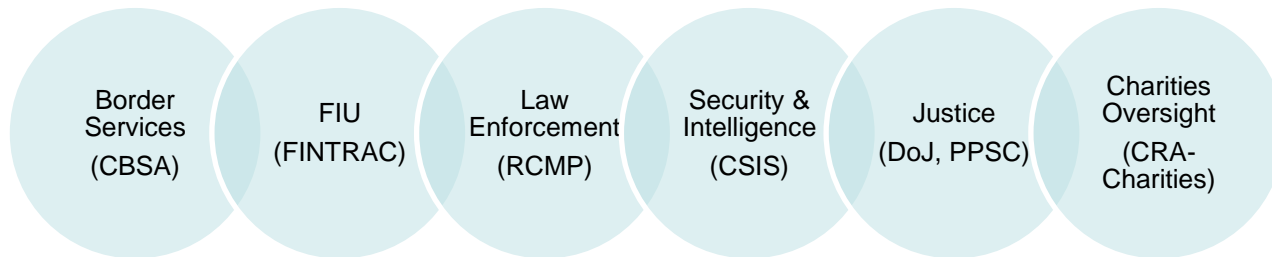 Border
Services
(CBSA)
FIU
(FINTRAC)
Law
Enforcement
(RCMP)
Security &
Intelligence
(CSIS)
Justice
(DoJ, PPSC)
Charities
Oversight
(CRA-
Charities)